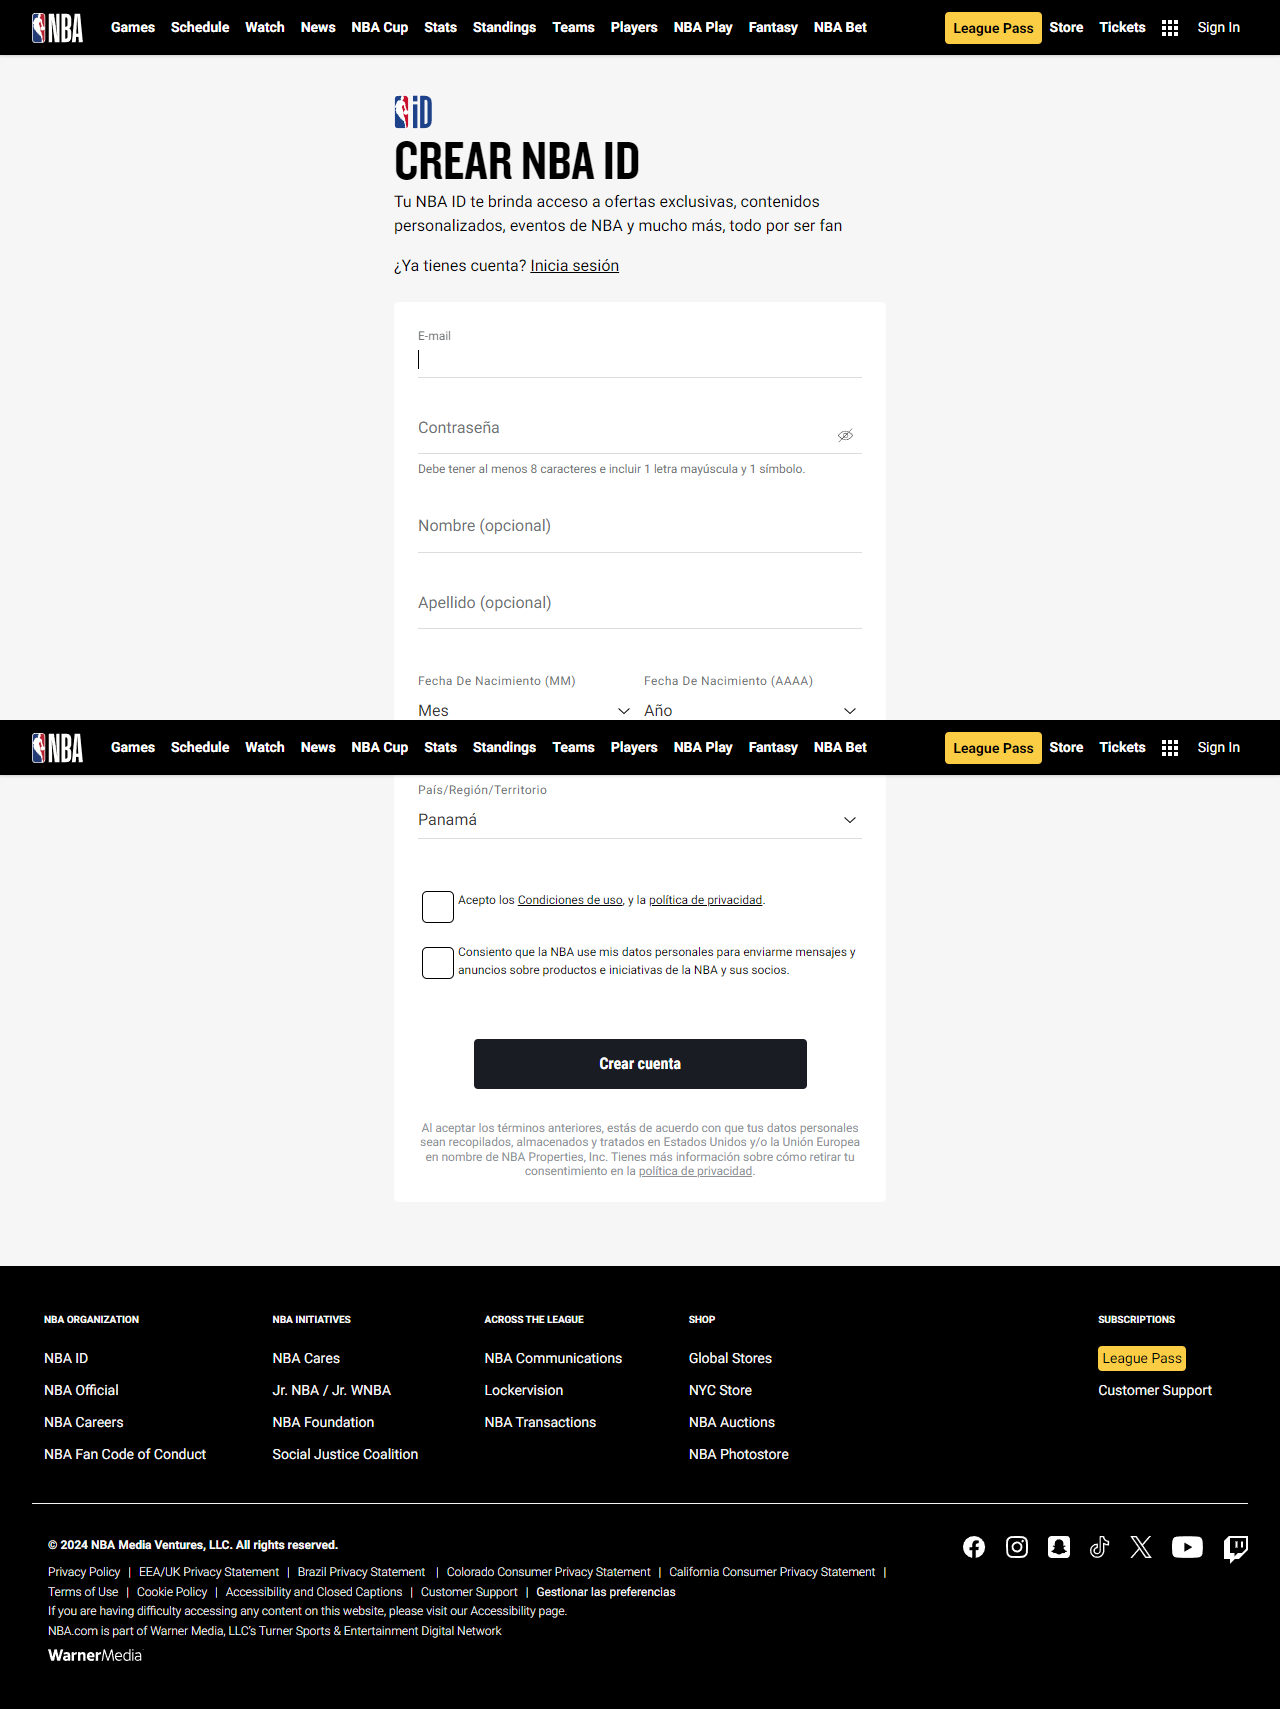 NBA Games Schedule Watch News NBA Cup Stats Standings Teams Players NBA Play Fantasy NBA Bet League Pass Store Tickets Sign In
iD
CREAR NBA ID
Tu NBA ID te brinda acceso a ofertas exclusivas, contenidos
personalizados, eventos de NBA y mucho más, todo por ser fan
¿Ya tienes cuenta? Inicia sesión
E-mail
Contraseña
Debe tener al menos 8 caracteres e incluir 1 letra mayúscula y 1 símbolo.
Nombre (opcional)
Apellido (opcional)
Fecha De Nacimiento (MM) Fecha De Nacimiento (AAAA)
Mes Año
NBA Games Schedule Watch News NBA Cup Stats Standings Teams Players NBA Play Fantasy NBA Bet League Pass Store Tickets Sign In
País/Región/Territorio
Panamá
Acepto los Condiciones de uso, y la política de privacidad.
Consiento que la NBA use mis datos personales para enviarme mensajes y
anuncios sobre productos e iniciativas de la NBA y sus socios.
Crear cuenta
Al aceptar los términos anteriores, estás de acuerdo con que tus datos personales
sean recopilados, almacenados y tratados en Estados Unidos y/o la Unión Europea
en nombre de NBA Properties, Inc. Tienes más información sobre cómo retirar tu
consentimiento en la política de privacidad.
NBA ORGANIZATION NBA INITIATIVES ACROSS THE LEAGUE SHOP SUBSCRIPTIONS
NBA ID NBA Cares NBA Communications Global Stores League Pass
NBA Official Jr. NBA / Jr. WNBA Lockervision NYC Store Customer Support
NBA Careers NBA Foundation NBA Transactions NBA Auctions
NBA Fan Code of Conduct Social Justice Coalition NBA Photostore
© 2024 NBA Media Ventures, LLC. All rights reserved.
Privacy Policy | EEA/UK Privacy Statement | Brazil Privacy Statement | Colorado Consumer Privacy Statement | California Consumer Privacy Statement |
Terms of Use | Cookie Policy | Accessibility and Closed Captions | Customer Support | Gestionar las preferencias
If you are having difficulty accessing any content on this website, please visit our Accessibility page.
NBA.com is part of Warner Media, LLC's Turner Sports & Entertainment Digital Network
WarnerMedia